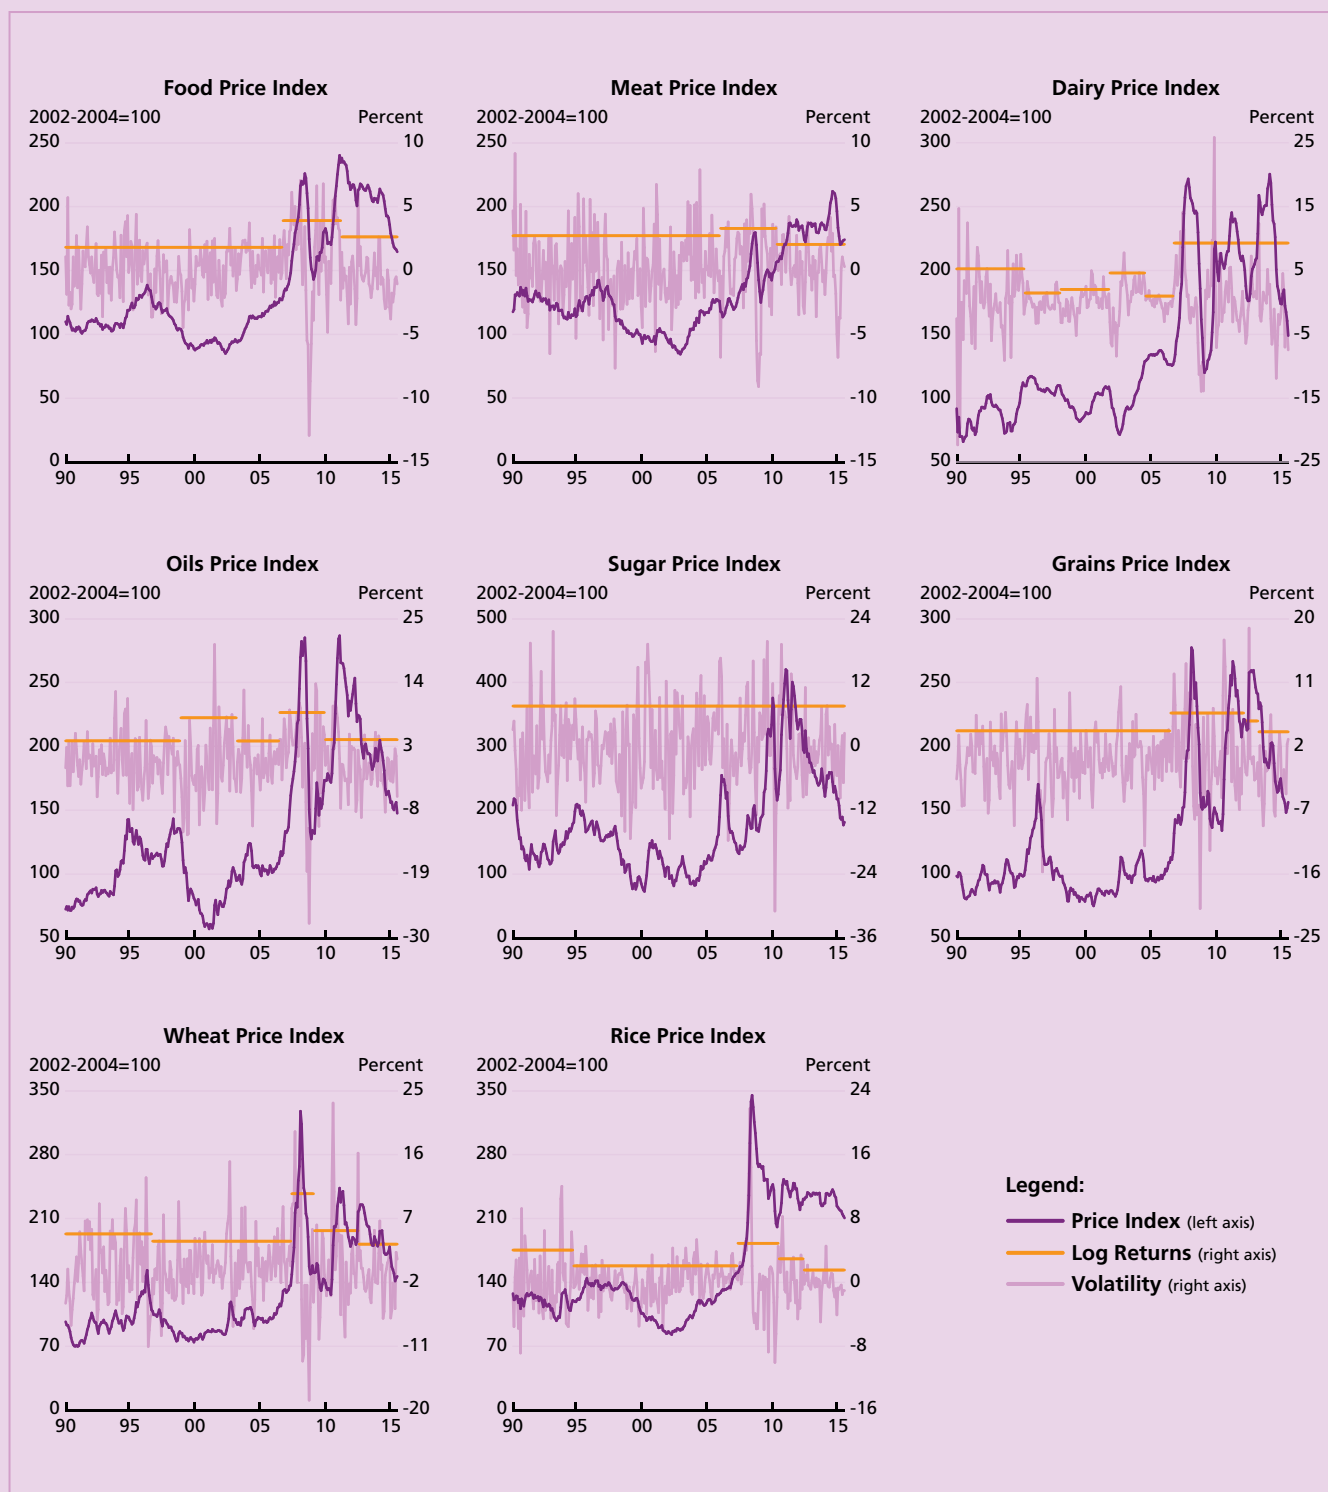 Food Price Index
2002-2004=100 Percent
250 10
200 5
150 0
100 -5
50 -10
0 -15
90 95 00 05 10 15
Meat Price Index
2002-2004=100 Percent
250 10
200 5
150 0
100 -5
50 -10
0 -15
90 95 00 05 10 15
Dairy Price Index
2002-2004=100 Percent
300 25
250 15
200 5
150 -5
100 -15
50 -25
90 95 00 05 10 15
Oils Price Index
2002-2004=100 Percent
300 25
250 14
200 3
150 -8
100 -19
50 -30
90 95 00 05 10 15
Sugar Price Index
2002-2004=100 Percent
500 24
400 12
300 0
200 -12
100 -24
0 -36
90 95 00 05 10 15
Grains Price Index
2002-2004=100 Percent
300 20
250 11
200 2
150 -7
100 -16
50 -25
90 95 00 05 10 15
Wheat Price Index
2002-2004=100 Percent
350 25
280 16
210 7
140 -2
70 -11
0 -20
90 95 00 05 10 15
Rice Price Index
2002-2004=100 Percent
350 24
280 16
210 8
140 0
70 -8
0 -16
90 95 00 05 10 15
Legend:
Price Index (left axis)
Log Returns (right axis)
Volatility (right axis)